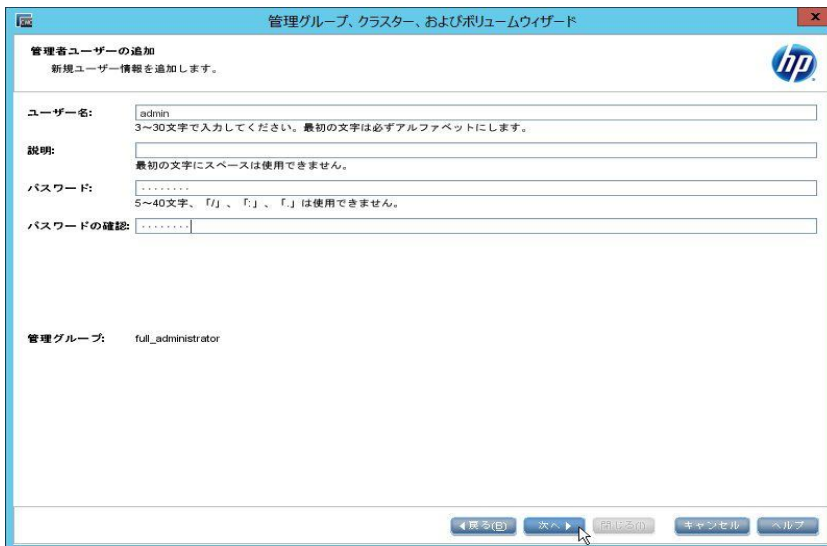 CMC
管理グループ、クラスター、およびボリュームウィザード
x
管理者ユーザーの追加
新規ユーザー情報を追加します。
hp
ユーザー名: admin
3～30文字で入力してください。最初の文字は必ずアルファベットにします。
説明:
最初の文字にスペースは使用できません。
パスワード: ········
5～40文字、「/」、「:」、「.」は使用できません。
パスワードの確認: ········
管理グループ: full_administrator
戻る(B) 次へ 閉じる(I) キャンセル ヘルプ